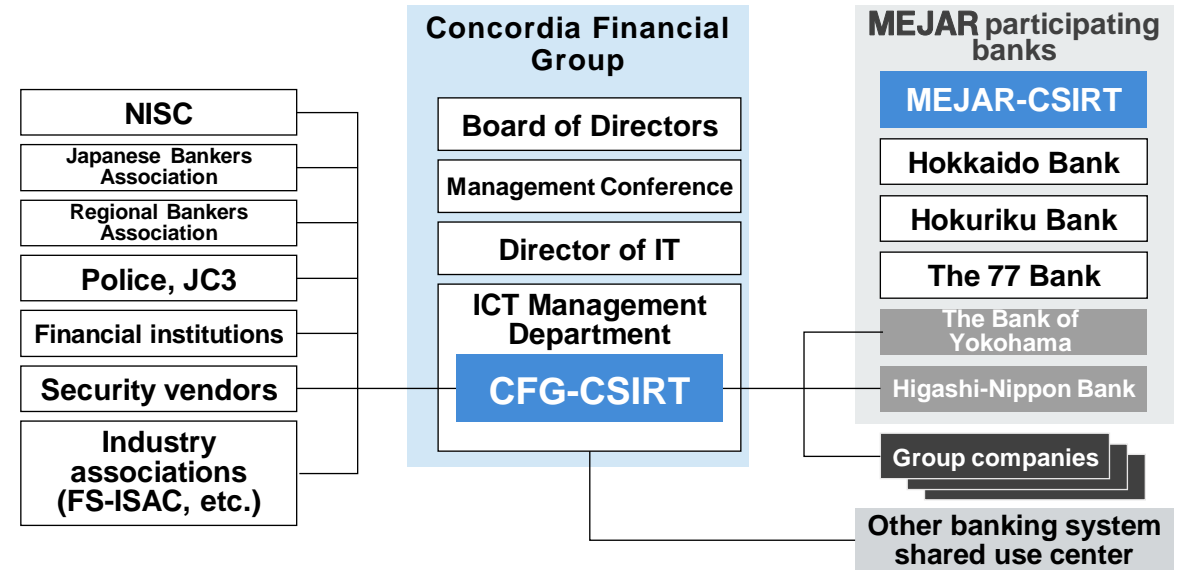 NISC
Japanese Bankers
Association
Regional Bankers
Association
Police, JC3
Financial institutions
Security vendors
Industry
associations
(FS-ISAC, etc.)
Concordia Financial
Group
Board of Directors
Management Conference
Director of IT
ICT Management
Department
CFG-CSIRT
MEJAR participating
banks
MEJAR-CSIRT
Hokkaido Bank
Hokuriku Bank
The 77 Bank
The Bank of
Yokohama
Higashi-Nippon Bank
Group companies
Other banking system
shared use center